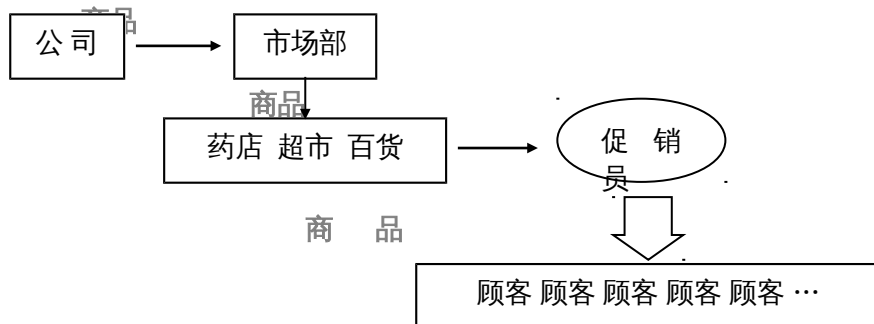 商品
公 司
市场部
商品
药店 超市 百货
促 销
员
商 品
顾客 顾客 顾客 顾客 顾客 …